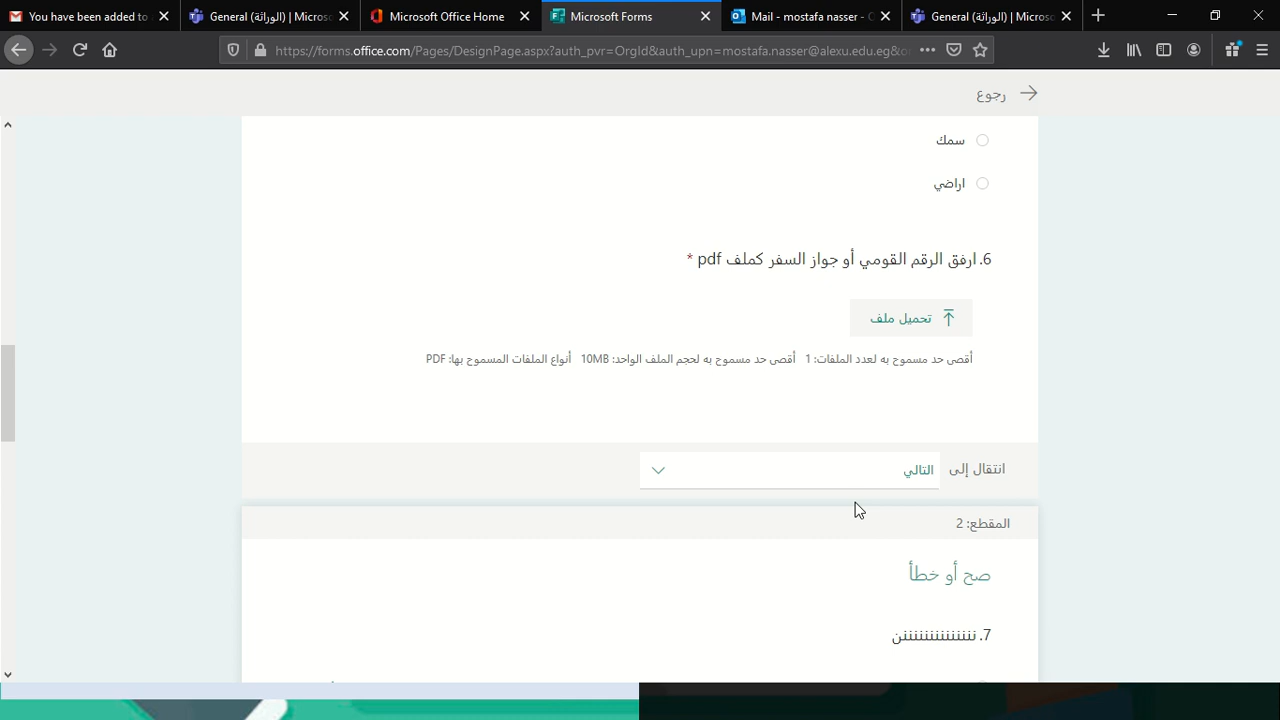 You have been added to
General (الوراثة) | Microso
Microsoft Office Home
Microsoft Forms
Mail - mostafa nasser - O
General (الوراثة) | Microso
https://forms.office.com/Pages/DesignPage.aspx?auth_pvr=OrgId&auth_upn=mostafa.nasser@alexu.edu.eg&o
رجوع
سمك
اراضي
6. ارفق الرقم القومي أو جواز السفر كملف pdf *
تحميل ملف
أقصى حد مسموح به لعدد الملفات: 1 أقصى حد مسموح به لحجم الملف الواحد: 10MB أنواع الملفات المسموح بها: PDF
انتقال إلى التالي
المقطع: 2
صح أو خطأ
7. ننننننننننننننن